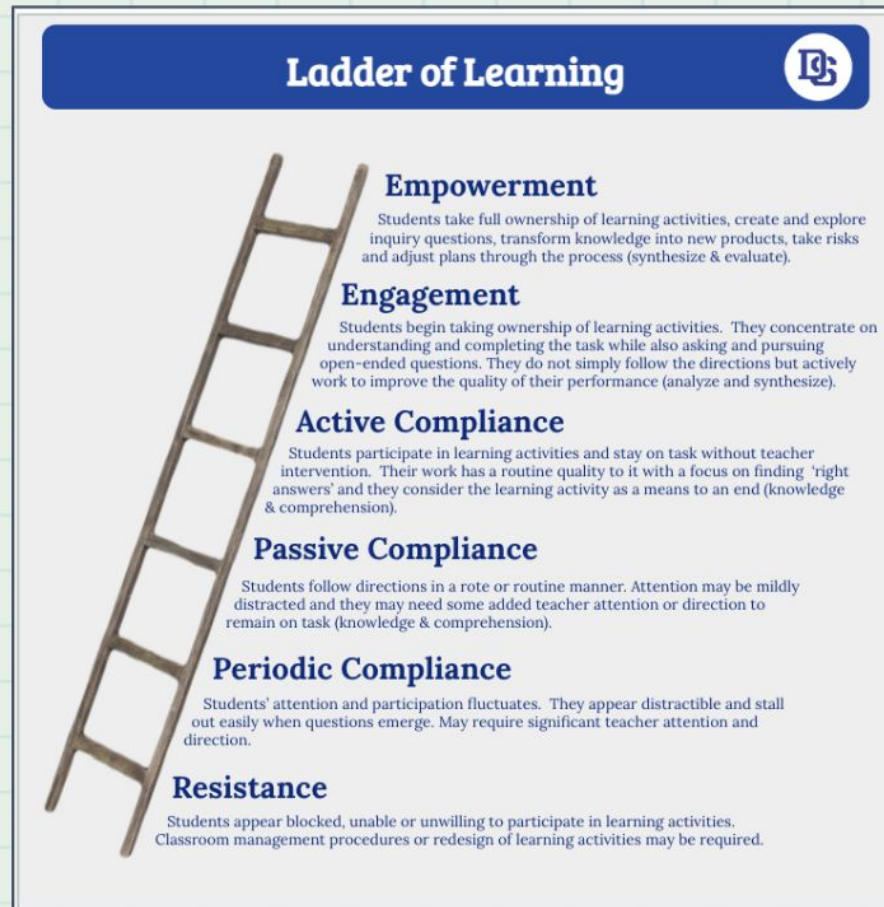 Ladder of Learning
DGS
Empowerment
Students take full ownership of learning activities, create and explore
inquiry questions, transform knowledge into new products, take risks
and adjust plans through the process (synthesize & evaluate).
Engagement
Students begin taking ownership of learning activities. They concentrate on
understanding and completing the task while also asking and pursuing
open-ended questions. They do not simply follow the directions but actively
work to improve the quality of their performance (analyze and synthesize).
Active Compliance
Students participate in learning activities and stay on task without teacher
intervention. Their work has a routine quality to it with a focus on finding 'right
answers' and they consider the learning activity as a means to an end (knowledge
& comprehension).
Passive Compliance
Students follow directions in a rote or routine manner. Attention may be mildly
distracted and they may need some added teacher attention or direction to
remain on task (knowledge & comprehension).
Periodic Compliance
Students' attention and participation fluctuates. They appear distractible and stall
out easily when questions emerge. May require significant teacher attention and
direction.
Resistance
Students appear blocked, unable or unwilling to participate in learning activities.
Classroom management procedures or redesign of learning activities may be required.